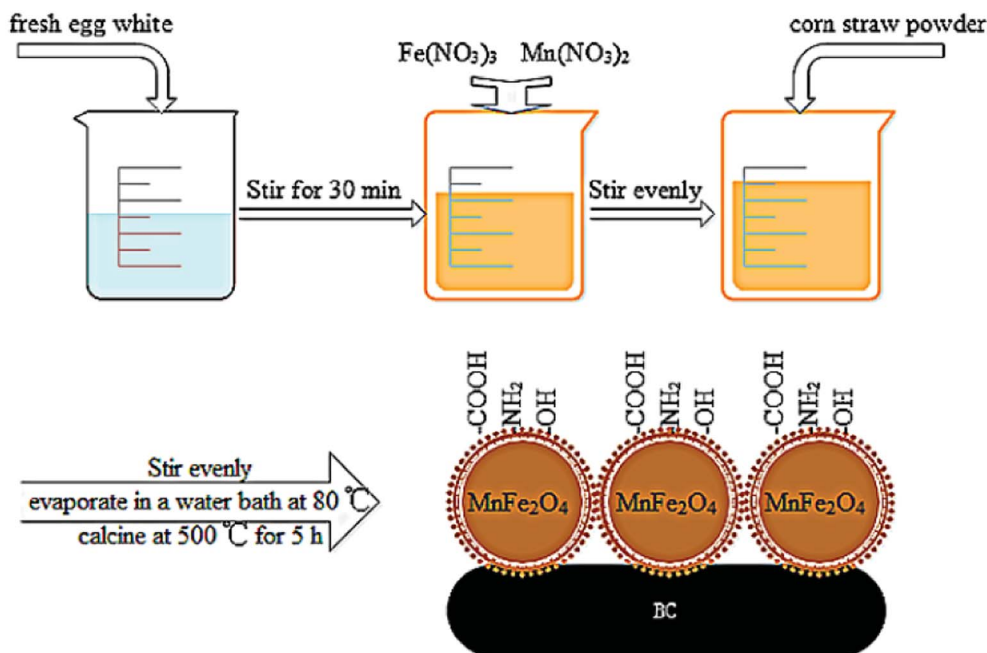 fresh egg white
Fe(NO₃)₃ Mn(NO₃)₂
corn straw powder
Stir for 30 min
Stir evenly
Stir evenly
evaporate in a water bath at 80 ℃
calcine at 500 ℃ for 5 h
-COOH
-NH₂
-OH
-COOH
-NH₂
-OH
-COOH
-NH₂
-OH
MnFe₂O₄
MnFe₂O₄
MnFe₂O₄
BC